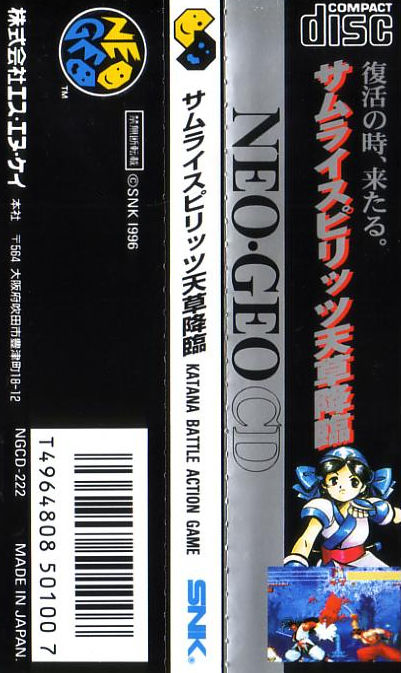 COMPACT
disc
復活の時、来たる。
サムライスピリッツ天草降臨
NEO・GEO CD
サムライスピリッツ天草降臨 KATANA BATTLE ACTION GAME SNK®
NEO GEO
TM
禁無断転載 ©SNK 1996
株式会社エス・エヌ・ケイ 本社 〒564 大阪府吹田市豊津町18-12
NGCD-222 MADE IN JAPAN.
T4964808 501007